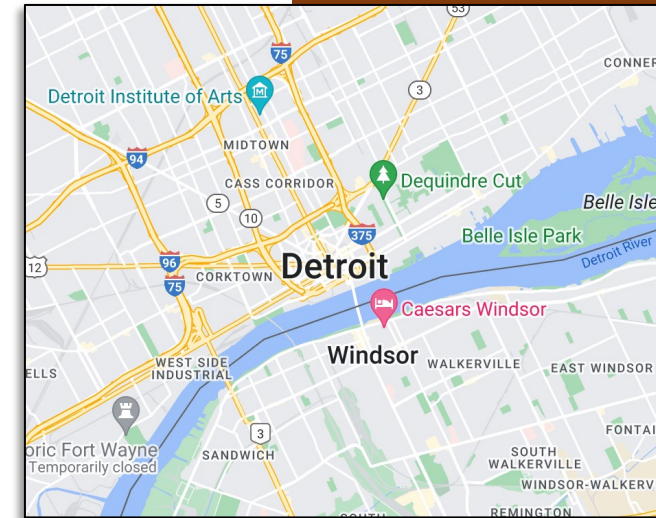 53
75
CONNER
Detroit Institute of Arts
3
MIDTOWN
94
CASS CORRIDOR
Dequindre Cut
5
10
Belle Isle
375
Belle Isle Park
Detroit River
12
96
Detroit
75
CORKTOWN
Caesars Windsor
Windsor
WALKERVILLE
EAST WINDSOR
WEST SIDE
INDUSTRIAL
ELLS
oric Fort Wayne
Temporarily closed
3
SANDWICH
FONTAI
SOUTH
WALKERVILLE
WINDSOR-WALKERV
REMINGTON
SOUTH